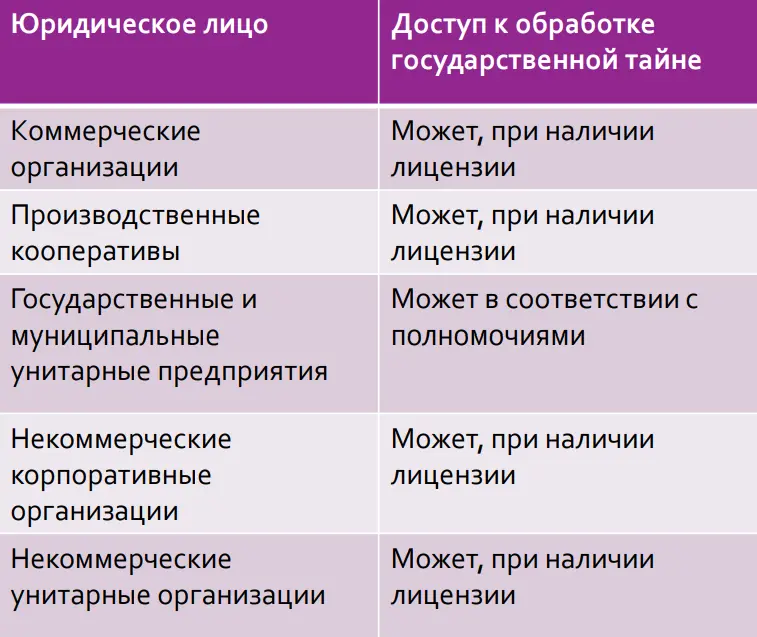 Юридическое лицо
Доступ к обработке
государственной тайне
Коммерческие
организации
Может, при наличии
лицензии
Производственные
кооперативы
Может, при наличии
лицензии
Государственные и
муниципальные
унитарные предприятия
Может в соответствии с
полномочиями
Некоммерческие
корпоративные
организации
Может, при наличии
лицензии
Некоммерческие
унитарные организации
Может, при наличии
лицензии